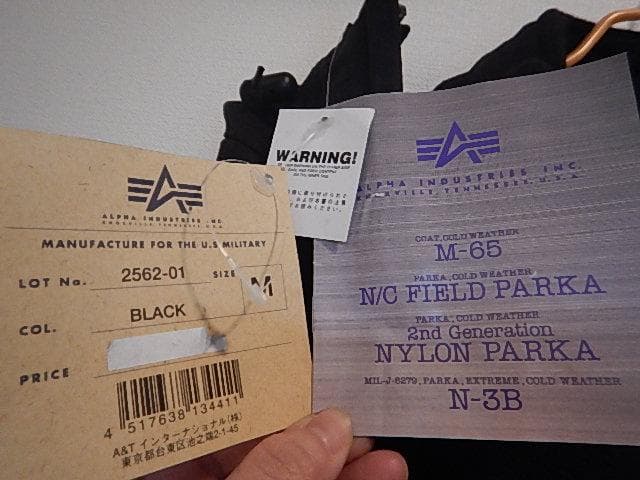 ALPHA INDUSTRIES INC.
KNOXVILLE, TENNESSEE, U.S.A.
MANUFACTURE FOR THE U.S MILITARY
LOT No. 2562-01 SIZE M
COL. BLACK
PRICE
4 517638 134411
A&T インターナショナル(株)
東京都台東区池之端2-1-45
WARNING!
ALPHA INDUSTRIES INC.
KNOXVILLE, TENNESSEE, U.S.A.
COAT, COLD WEATHER
M-65
PARKA, COLD WEATHER
N/C FIELD PARKA
PARKA, COLD WEATHER
2nd Generation
NYLON PARKA
MIL-J-6279, PARKA, EXTREME, COLD WEATHER
N-3B